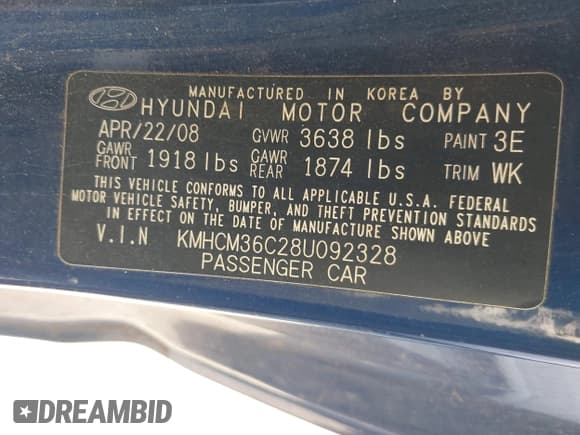 MANUFACTURED IN KOREA BY
HYUNDAI MOTOR COMPANY
APR/22/08 GVWR 3638 lbs PAINT 3E
GAWR FRONT 1918 lbs GAWR REAR 1874 lbs TRIM WK
THIS VEHICLE CONFORMS TO ALL APPLICABLE U.S.A. FEDERAL
MOTOR VEHICLE SAFETY, BUMPER, AND THEFT PREVENTION STANDARDS
IN EFFECT ON THE DATE OF MANUFACTURE SHOWN ABOVE
V.I.N KMHCM36C28U092328
PASSENGER CAR
DREAMBID